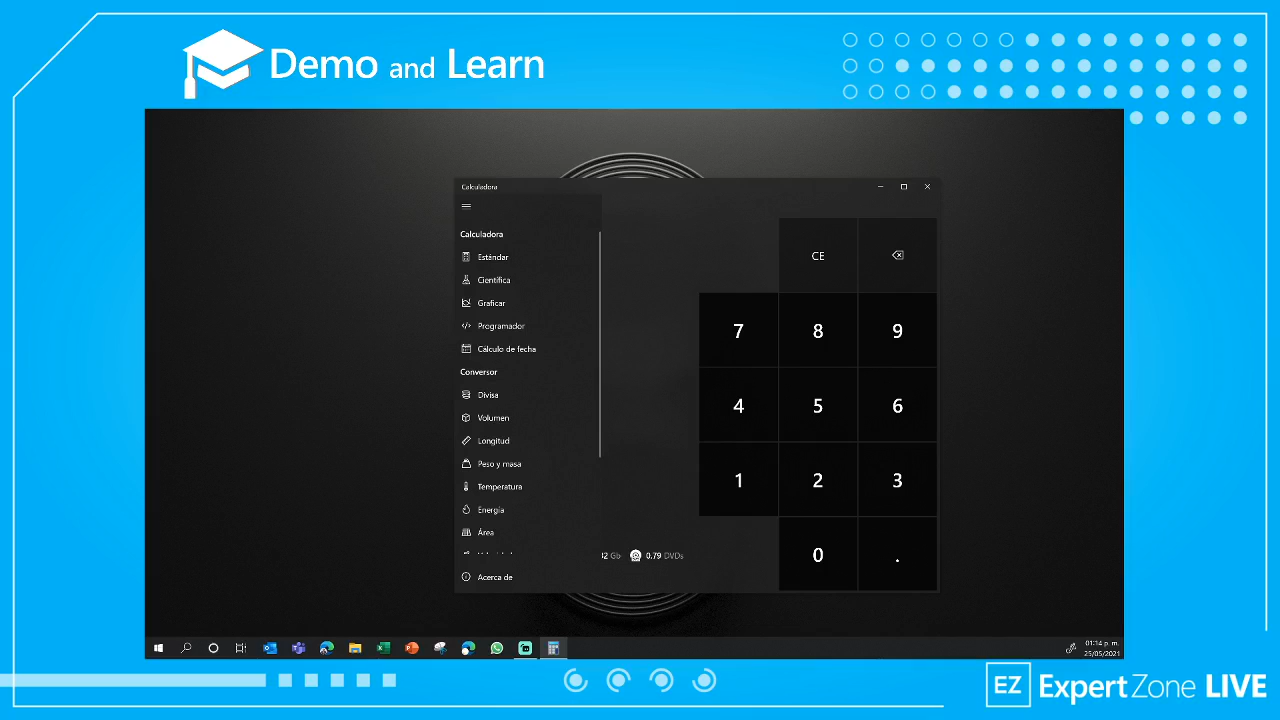 Demo and Learn
Calculadora
Calculadora
Estándar
Científica
Graficar
Programador
Cálculo de fecha
Conversor
Divisa
Volumen
Longitud
Peso y masa
Temperatura
Energía
Área
Acerca de
CE
7 8 9
4 5 6
1 2 3
0 .
Gb 0.79 DVDs
01:14 p. m.
25/05/2021
EZ ExpertZone LIVE